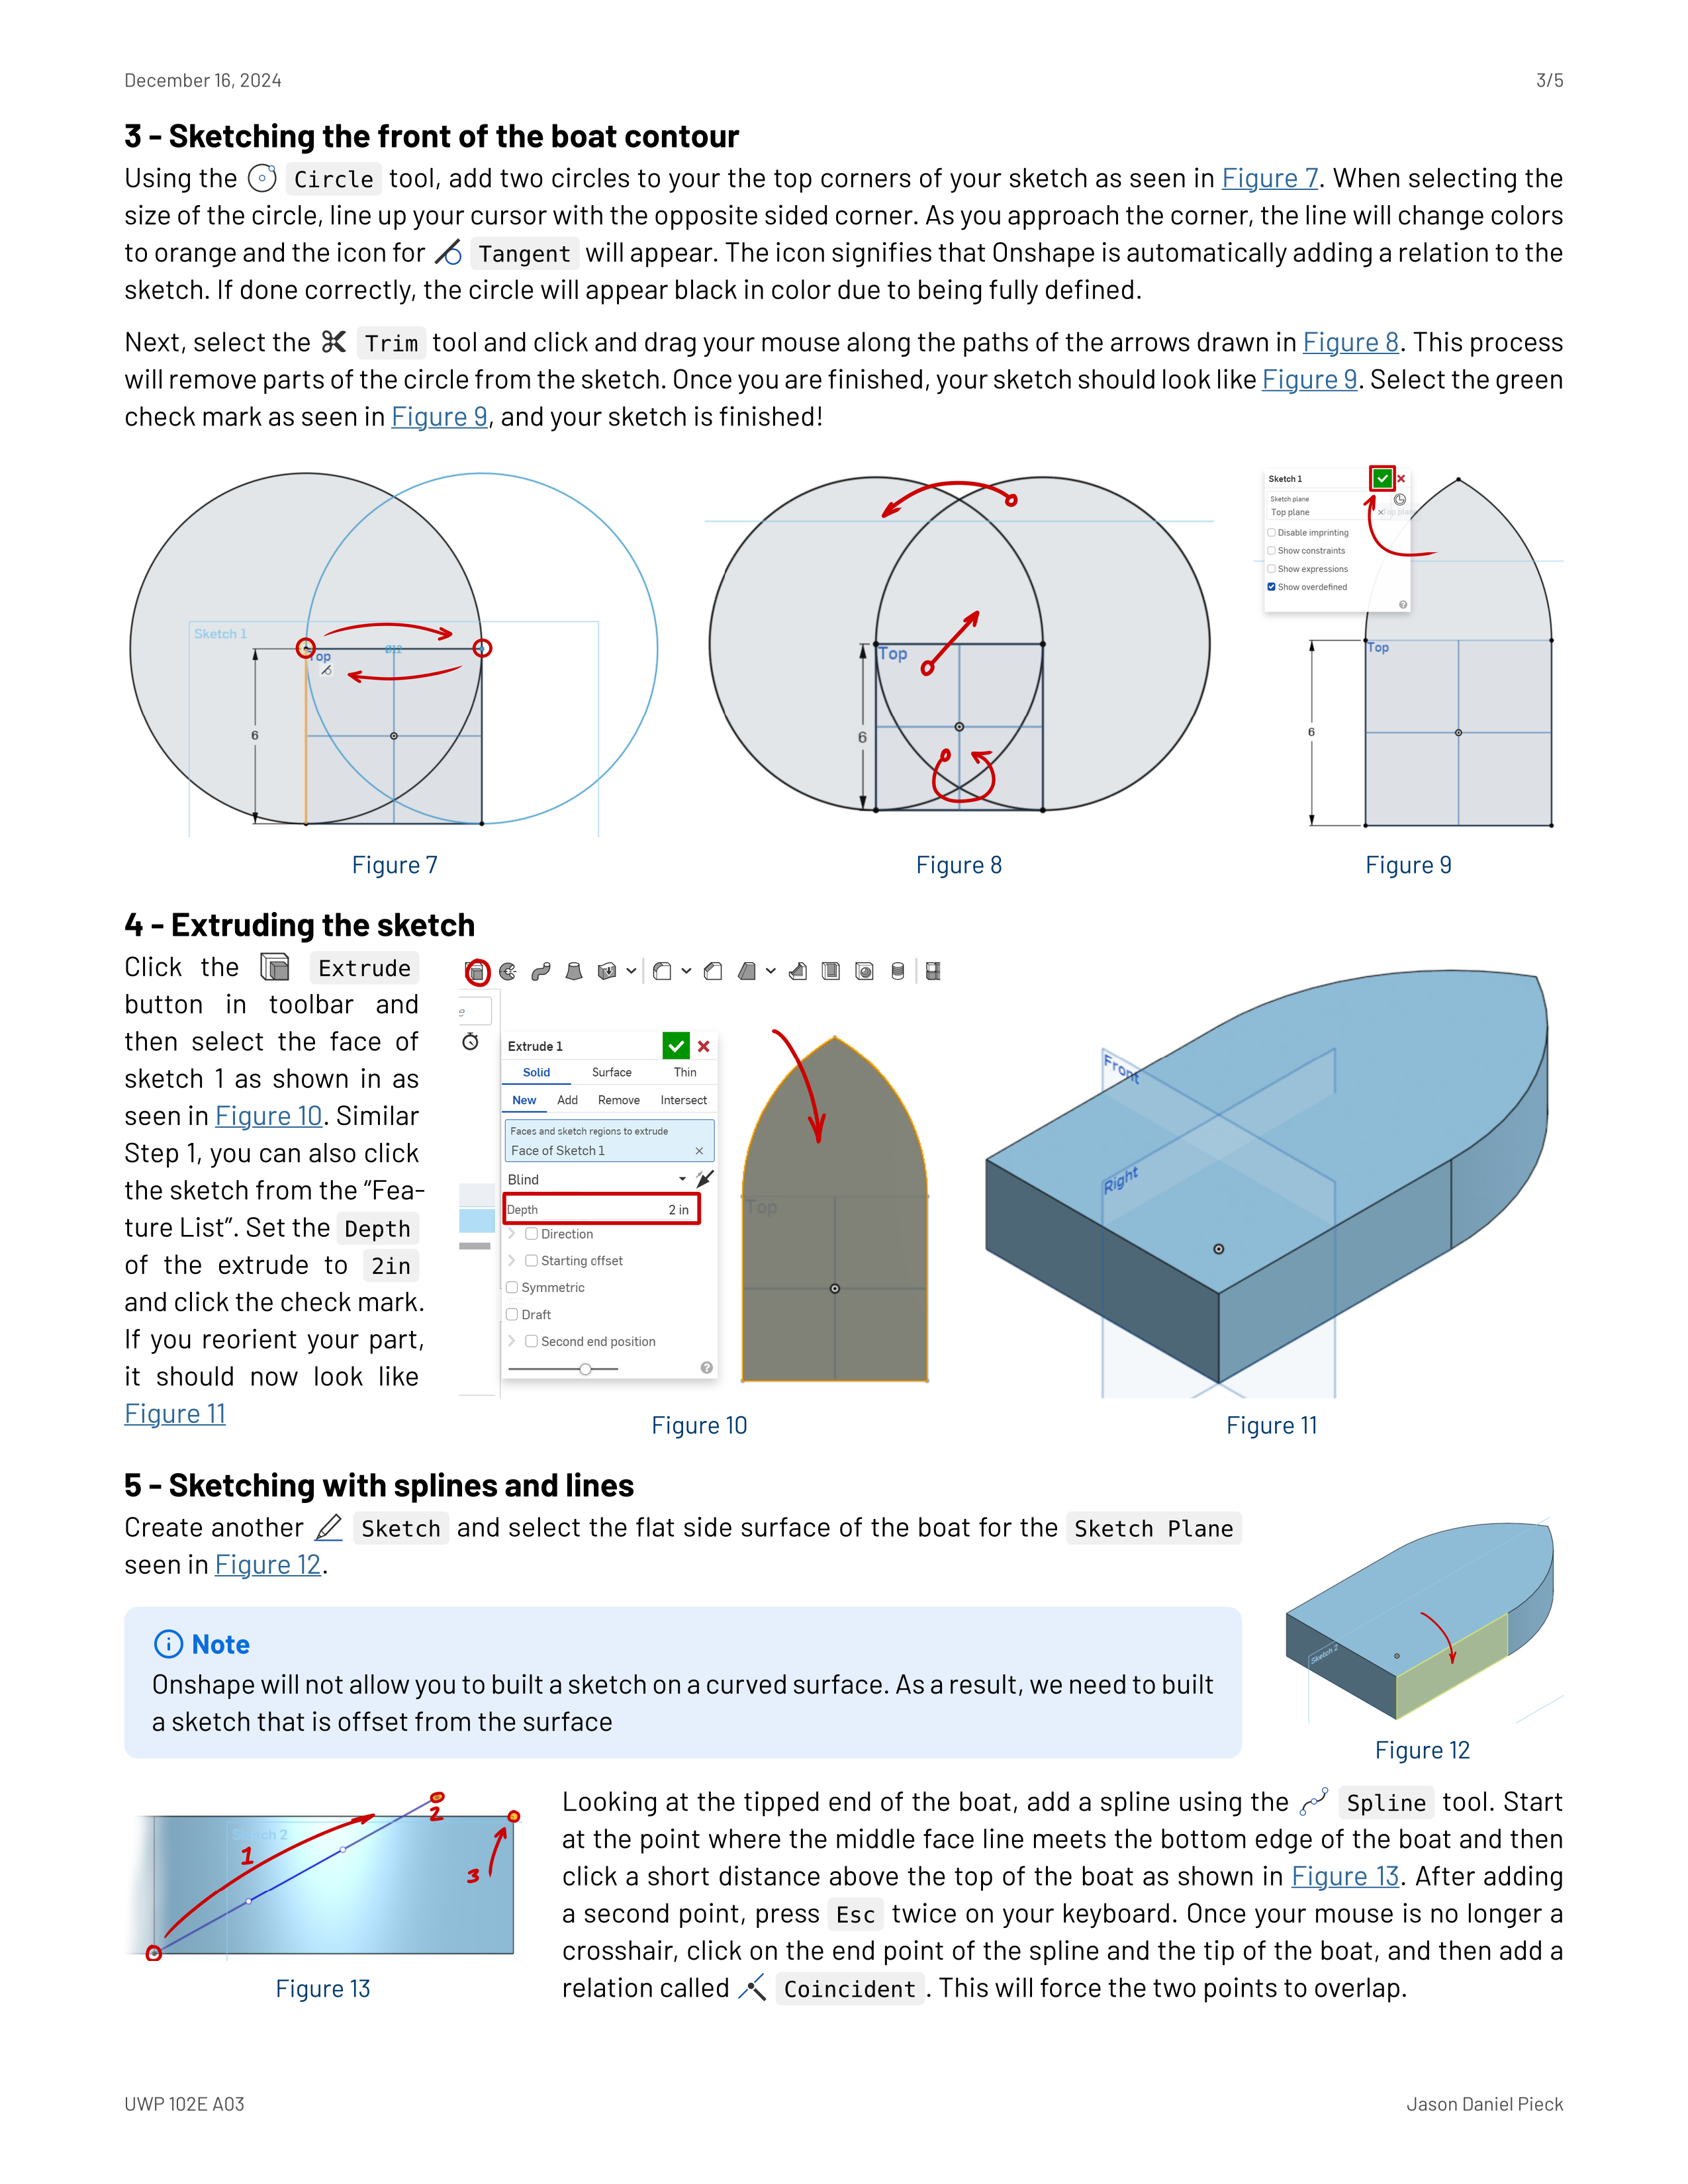 December 16, 2024
3/5
3 - Sketching the front of the boat contour
Using the Circle tool, add two circles to your the top corners of your sketch as seen in Figure 7. When selecting the
size of the circle, line up your cursor with the opposite sided corner. As you approach the corner, the line will change colors
to orange and the icon for Tangent will appear. The icon signifies that Onshape is automatically adding a relation to the
sketch. If done correctly, the circle will appear black in color due to being fully defined.
Next, select the Trim tool and click and drag your mouse along the paths of the arrows drawn in Figure 8. This process
will remove parts of the circle from the sketch. Once you are finished, your sketch should look like Figure 9. Select the green
check mark as seen in Figure 9, and your sketch is finished!
Sketch 1
Top
6
Figure 7
Top
6
Figure 8
Sketch 1
Sketch plane
Top plane
Disable imprinting
Show constraints
Show expressions
Show overdefined
Top
6
Figure 9
4 - Extruding the sketch
Click the Extrude
button in toolbar and
then select the face of
sketch 1 as shown in as
seen in Figure 10. Similar
Step 1, you can also click
the sketch from the “Fea-
ture List”. Set the Depth
of the extrude to 2in
and click the check mark.
If you reorient your part,
it should now look like
Figure 11
Extrude 1
Solid Surface Thin
New Add Remove Intersect
Faces and sketch regions to extrude
Face of Sketch 1
Blind
Depth 2 in
Direction
Starting offset
Symmetric
Draft
Second end position
Top
Figure 10
Front
Right
Figure 11
5 - Sketching with splines and lines
Create another Sketch and select the flat side surface of the boat for the Sketch Plane
seen in Figure 12.
Note
Onshape will not allow you to built a sketch on a curved surface. As a result, we need to built
a sketch that is offset from the surface
Sketch 2
Figure 12
Sketch 2
1
2
3
Figure 13
Looking at the tipped end of the boat, add a spline using the Spline tool. Start
at the point where the middle face line meets the bottom edge of the boat and then
click a short distance above the top of the boat as shown in Figure 13. After adding
a second point, press Esc twice on your keyboard. Once your mouse is no longer a
crosshair, click on the end point of the spline and the tip of the boat, and then add a
relation called Coincident. This will force the two points to overlap.
UWP 102E A03
Jason Daniel Pieck